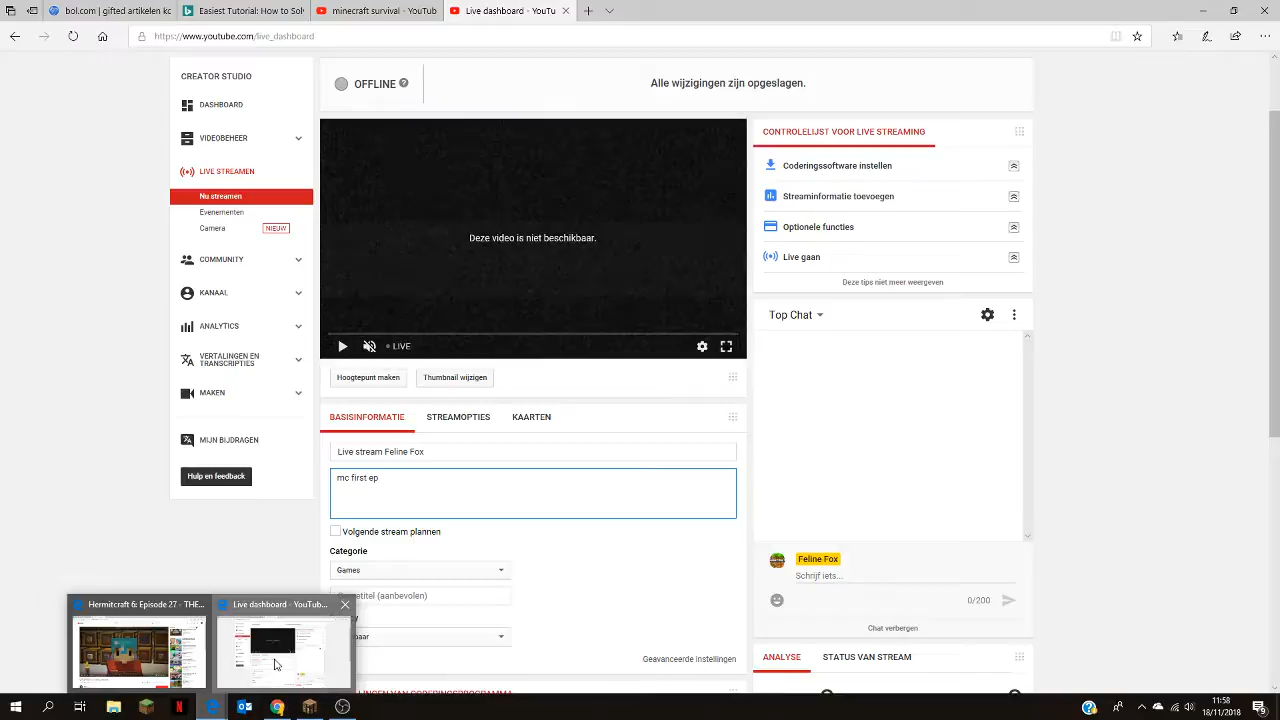 bol.com | gifted artikelen kc
Easiest Tutorial: How to Sol
minecraft survival - YouTub
Live dashboard - YouTu
https://www.youtube.com/live_dashboard
CREATOR STUDIO
DASHBOARD
VIDEOBEHEER
LIVE STREAMEN
Nu streamen
Evenementen
Camera NIEUW
COMMUNITY
KANAAL
ANALYTICS
VERTALINGEN EN
TRANSCRIPTIES
MAKEN
MIJN BIJDRAGEN
Hulp en feedback
OFFLINE
Alle wijzigingen zijn opgeslagen.
Deze video is niet beschikbaar.
LIVE
Hoogtepunt maken
Thumbnail wijzigen
BASISINFORMATIE
STREAMOPTIES
KAARTEN
Live stream Feline Fox
mc first ep
Volgende stream plannen
Categorie
Games
titel (aanbevolen)
baar
Geavanceerde instellingen
LINGEN VAN CODERINGSPROGRAMMA
CONTROLELIJST VOOR LIVE STREAMING
Coderingssoftware instellen
Streaminformatie toevoegen
Optionele functies
Live gaan
Deze tips niet meer weergeven
Top Chat
Feline Fox
Schrijf iets...
0/200
Chat verbergen
ANALYSE
STATUS VAN STREAM
Hermitcraft 6: Episode 27 - THE...
Live dashboard - YouTub...
11:58
18/11/2018